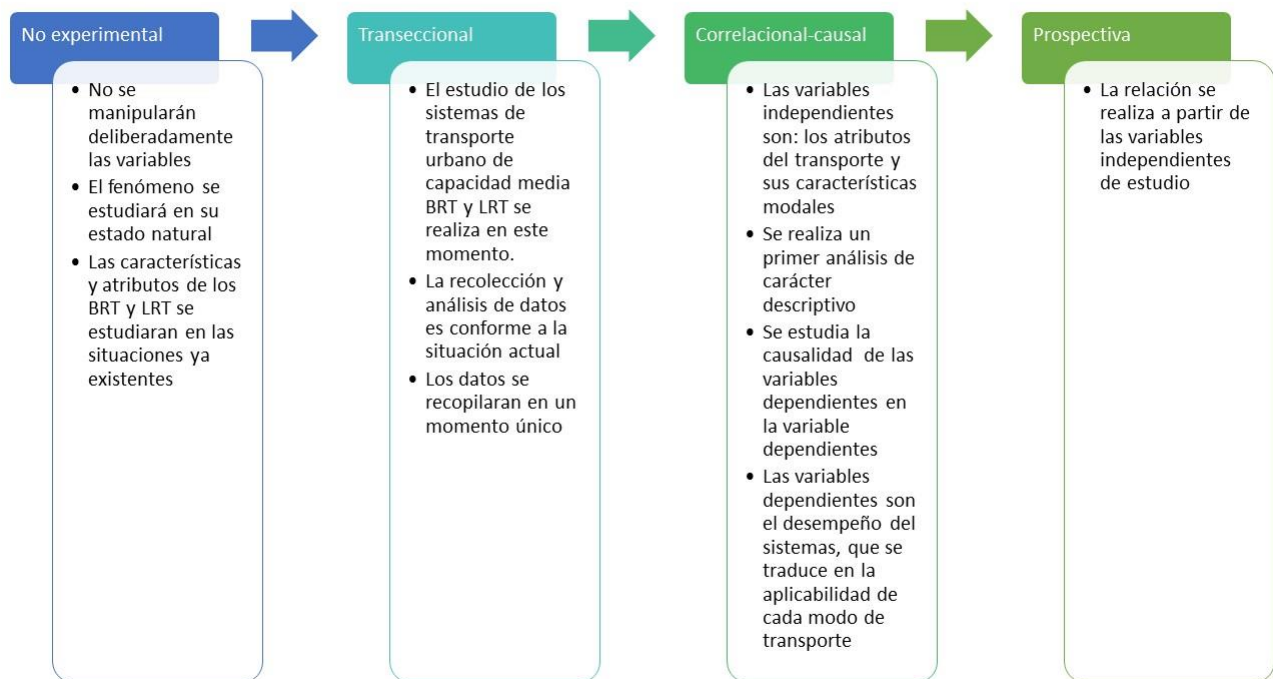 No experimental
• No se
manipularán
deliberadamente
las variables
• El fenómeno se
estudiará en su
estado natural
• Las características
y atributos de los
BRT y LRT se
estudiaran en las
situaciones ya
existentes
Transeccional
• El estudio de los
sistemas de
transporte
urbano de
capacidad media
BRT y LRT se
realiza en este
momento.
• La recolección y
análisis de datos
es conforme a la
situación actual
• Los datos se
recopilaran en un
momento único
Correlacional-causal
• Las variables
independientes
son: los atributos
del transporte y
sus características
modales
• Se realiza un
primer análisis de
carácter
descriptivo
• Se estudia la
causalidad de las
variables
dependientes en
la variable
dependientes
• Las variables
dependientes son
el desempeño del
sistemas, que se
traduce en la
aplicabilidad de
cada modo de
transporte
Prospectiva
• La relación se
realiza a partir de
las variables
independientes
de estudio